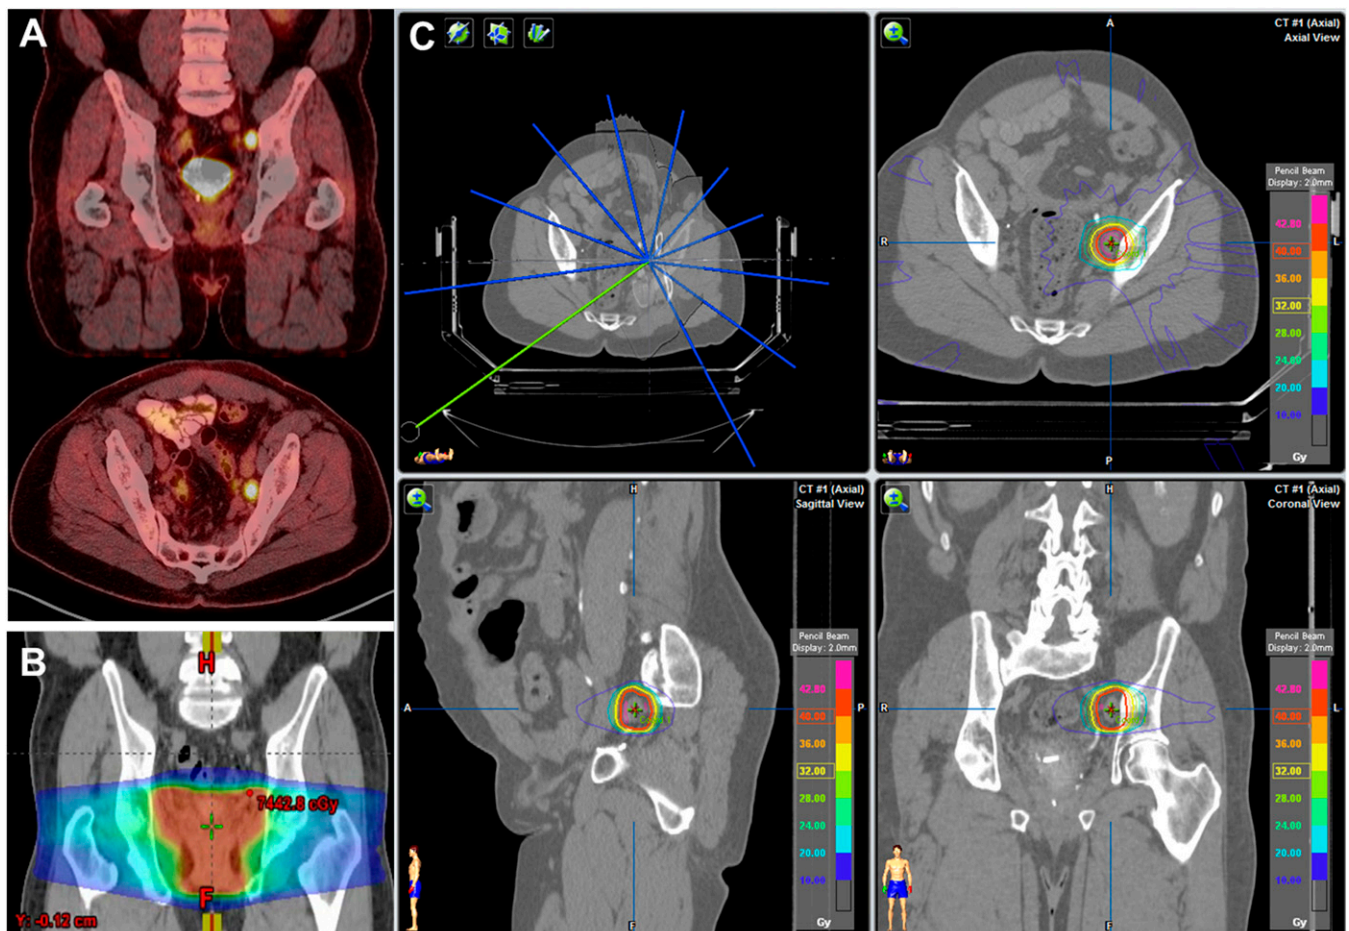 A
C
A
CT #1 (Axial)
Axial View
R
L
P
Pencil Beam
Display: 2.0mm
42.80
40.00
36.00
32.00
28.00
24.00
20.00
10.00
Gy
B
H
7442.8 cGy
F
Y: -0.12 cm
H
CT #1 (Axial)
Sagittal View
A
P
F
Pencil Beam
Display: 2.0mm
42.80
40.00
36.00
32.00
28.00
24.00
20.00
10.00
Gy
H
CT #1 (Axial)
Coronal View
R
L
F
Pencil Beam
Display: 2.0mm
42.80
40.00
36.00
32.00
28.00
24.00
20.00
10.00
Gy